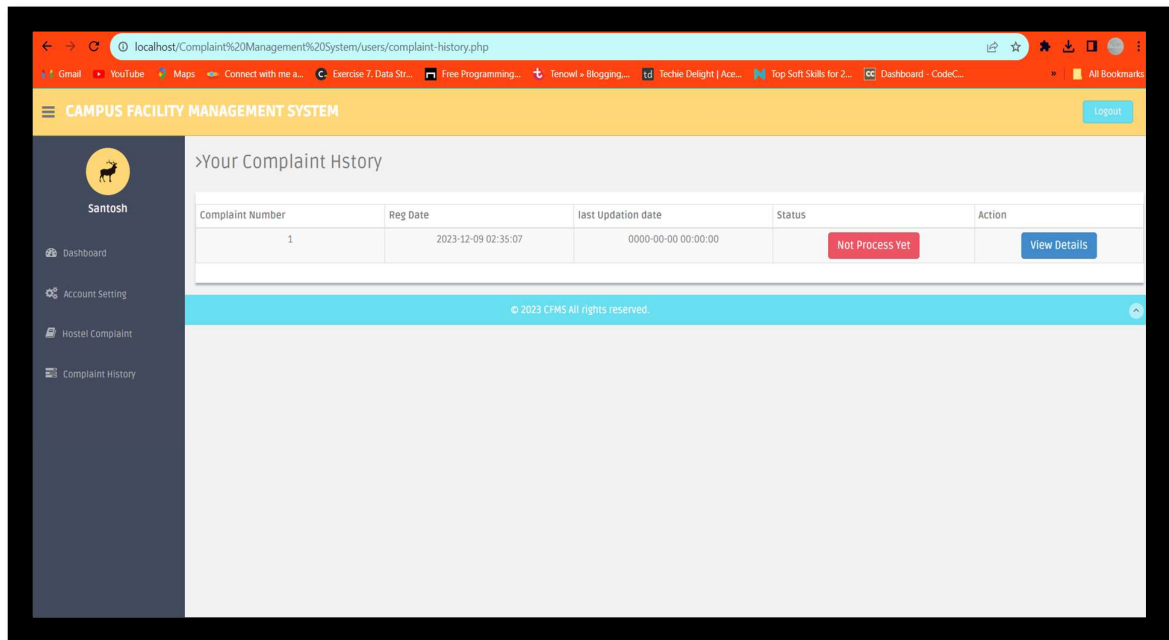 localhost/Complaint%20Management%20System/users/complaint-history.php
Gmail YouTube Maps Connect with me a... Exercise 7. Data Str... Free Programming... Tenowl » Blogging,... td Techie Delight | Ace... Top Soft Skills for 2... CC Dashboard - CodeC... » All Bookmarks
CAMPUS FACILITY MANAGEMENT SYSTEM Logout
Santosh
Dashboard
Account Setting
Hostel Complaint
Complaint History
>Your Complaint Hstory
Complaint Number Reg Date last Updation date Status Action
1 2023-12-09 02:35:07 0000-00-00 00:00:00 Not Process Yet View Details
© 2023 CFMS All rights reserved.